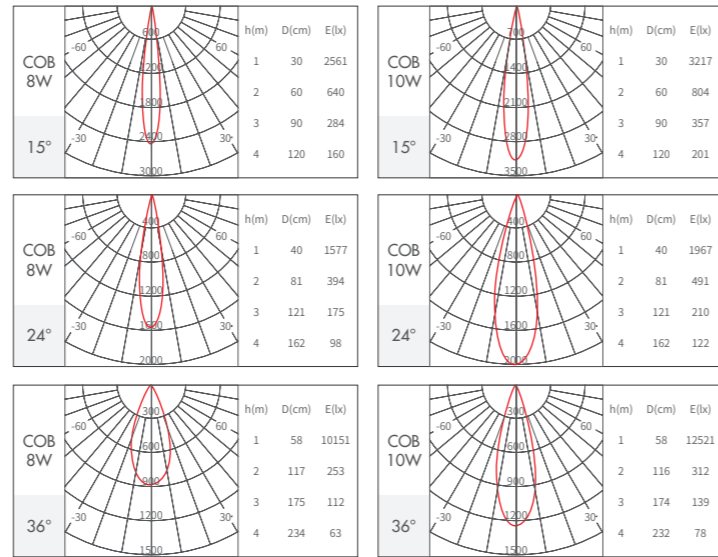 COB
8W
15°
-60
60
-30
30
600
1200
1800
2400
3000
h(m) D(cm) E(lx)
1 30 2561
2 60 640
3 90 284
4 120 160
COB
10W
15°
-60
60
-30
30
700
1400
2100
2800
3500
h(m) D(cm) E(lx)
1 30 3217
2 60 804
3 90 357
4 120 201
COB
8W
24°
-60
60
-30
30
400
800
1200
1600
2000
h(m) D(cm) E(lx)
1 40 1577
2 81 394
3 121 175
4 162 98
COB
10W
24°
-60
60
-30
30
400
800
1200
1600
2000
h(m) D(cm) E(lx)
1 40 1967
2 81 491
3 121 210
4 162 122
COB
8W
36°
-60
60
-30
30
300
600
900
1200
1500
h(m) D(cm) E(lx)
1 58 10151
2 117 253
3 175 112
4 234 63
COB
10W
36°
-60
60
-30
30
300
600
900
1200
1500
h(m) D(cm) E(lx)
1 58 12521
2 116 312
3 174 139
4 232 78